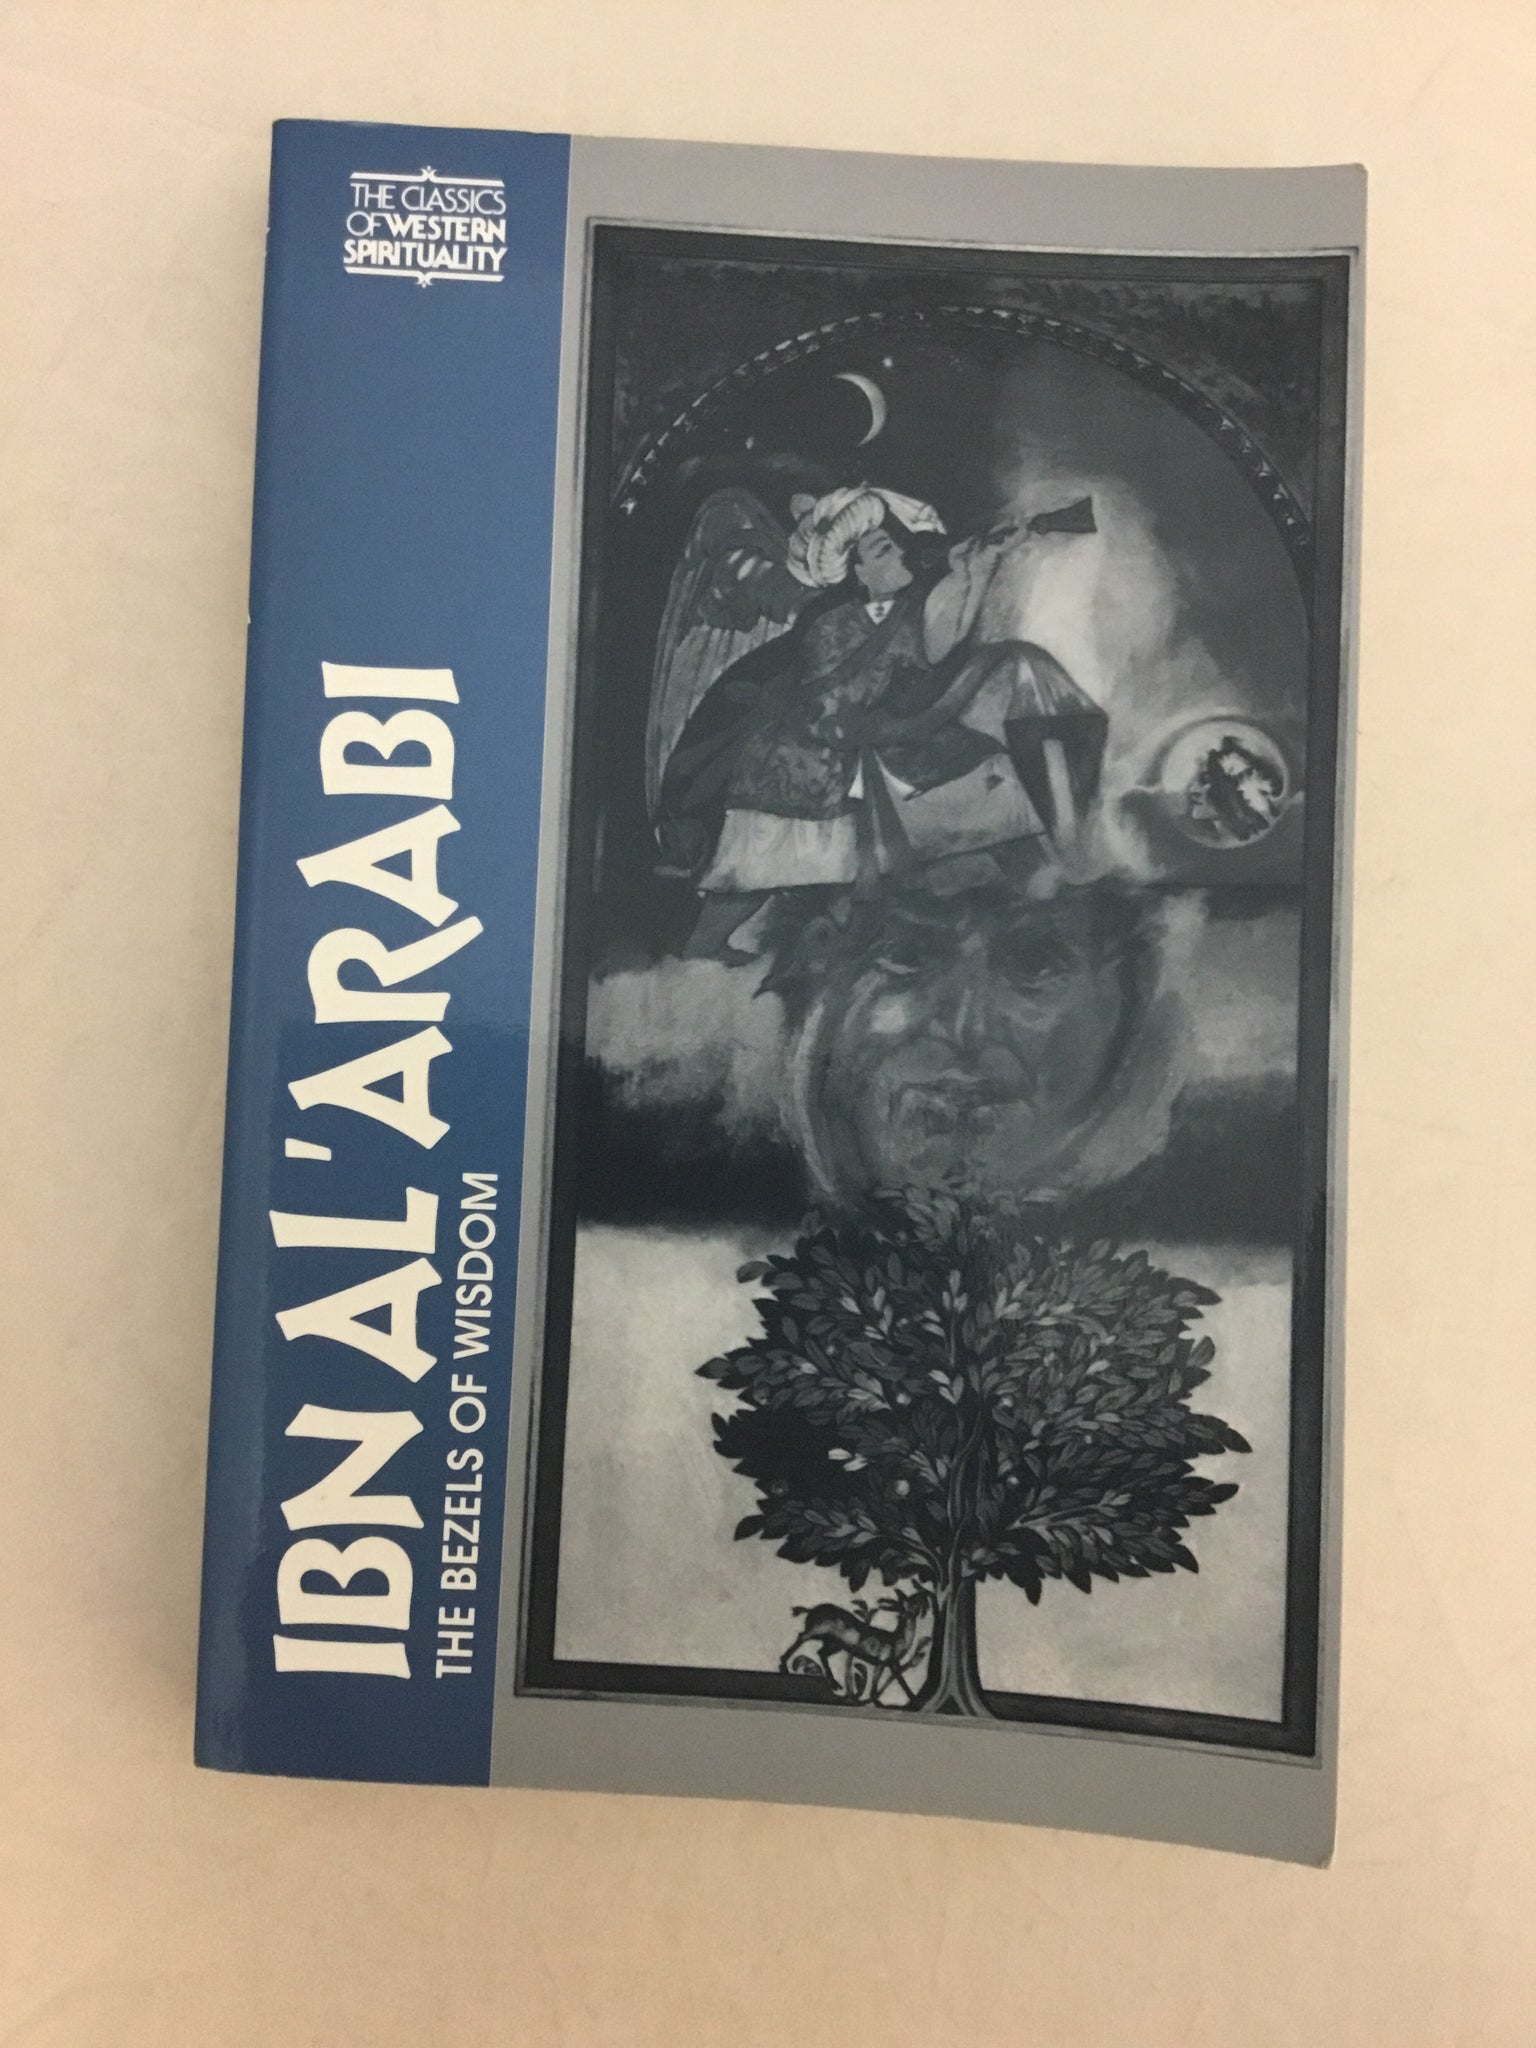 THE CLASSICS
OF WESTERN
SPIRITUALITY
IBN AL'ARABI
THE BEZELS OF WISDOM